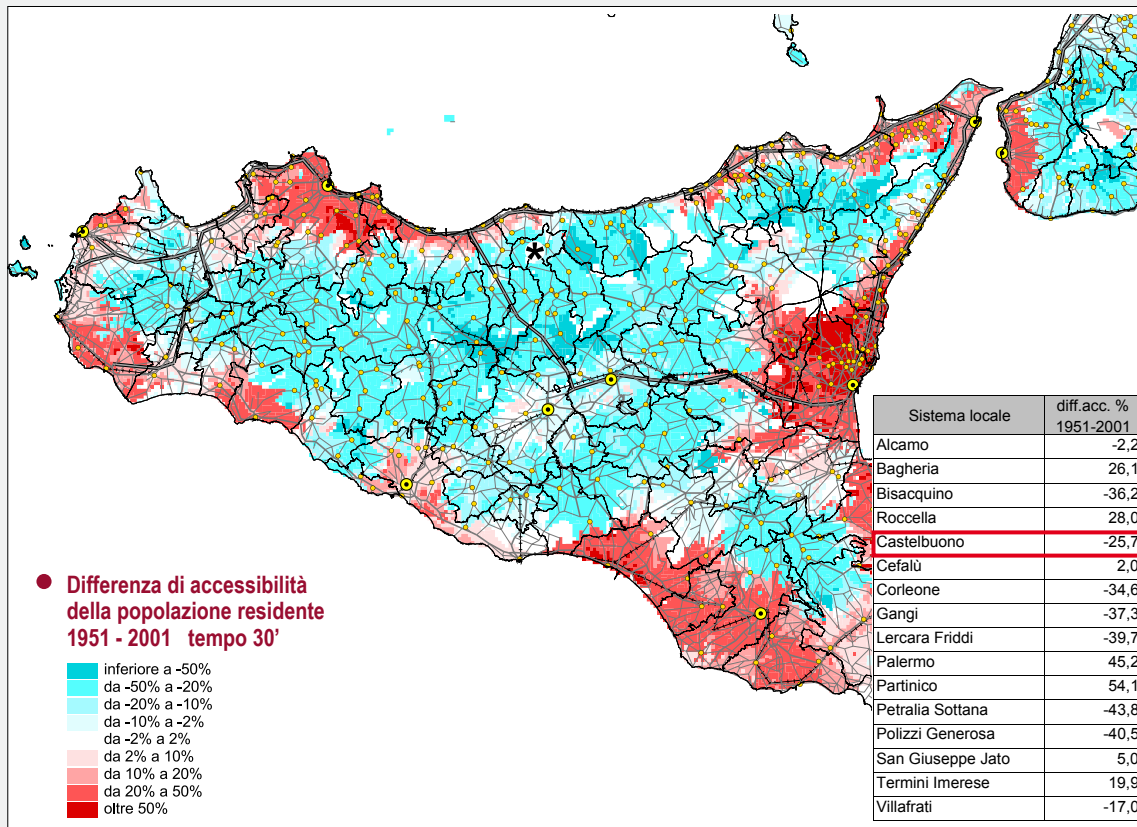 Sistema locale diff.acc. % 1951-2001
Alcamo -2,2
Bagheria 26,1
Bisacquino -36,2
Roccella 28,0
Castelbuono -25,7
Cefalù 2,0
Corleone -34,6
Gangi -37,3
Lercara Friddi -39,7
Palermo 45,2
Partinico 54,1
Petralia Sottana -43,8
Polizzi Generosa -40,5
San Giuseppe Jato 5,0
Termini Imerese 19,9
Villafrati -17,0
Differenza di accessibilità
della popolazione residente
1951 - 2001 tempo 30'
inferiore a -50%
da -50% a -20%
da -20% a -10%
da -10% a -2%
da -2% a 2%
da 2% a 10%
da 10% a 20%
da 20% a 50%
oltre 50%
*